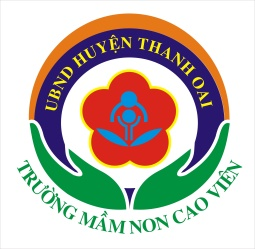 UBND HUYỆN THANH OAI
TRƯỜNG MẦM NON CAO VIÊN